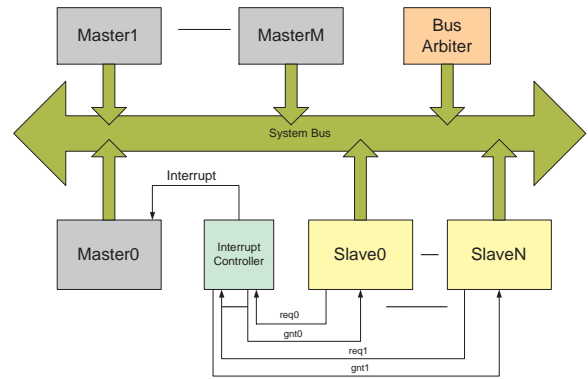 Master1
MasterM
Bus
Arbiter
System Bus
Interrupt
Master0
Interrupt
Controller
Slave0
SlaveN
req0
gnt0
req1
gnt1